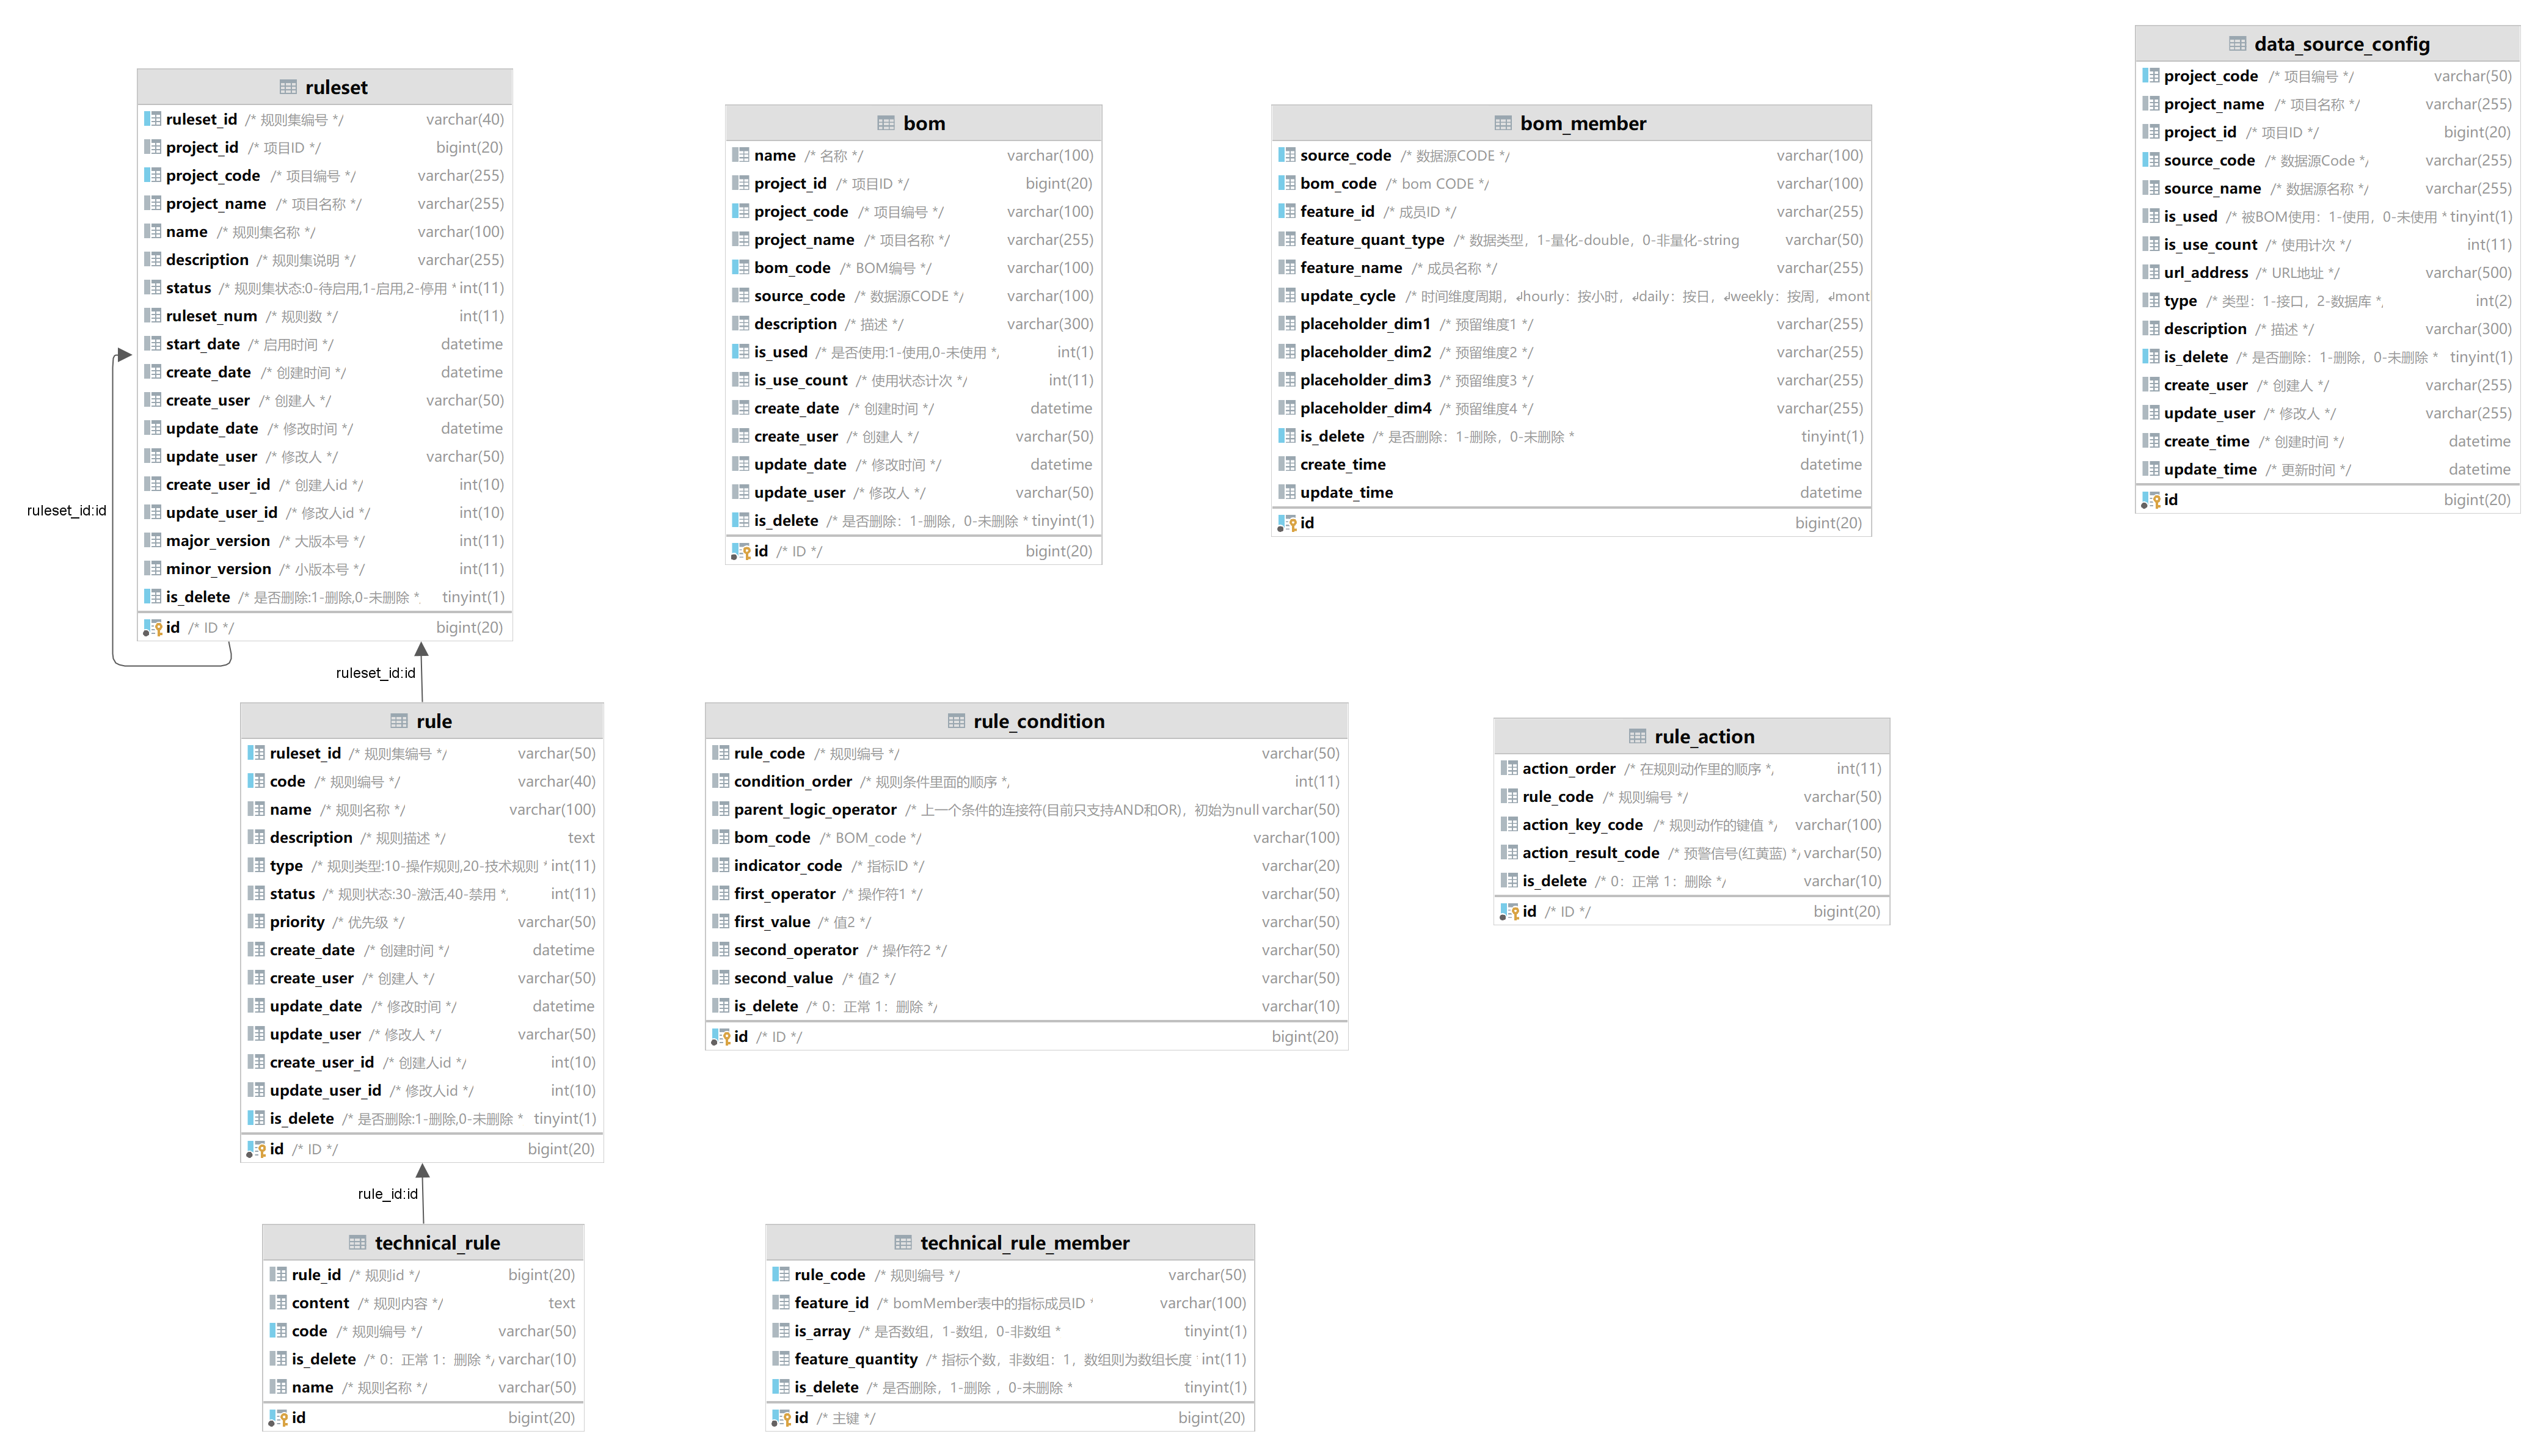 ruleset
ruleset_id /* 规则集编号 */ varchar(40)
project_id /* 项目ID */ bigint(20)
project_code /* 项目编号 */ varchar(255)
project_name /* 项目名称 */ varchar(255)
name /* 规则集名称 */ varchar(100)
description /* 规则集说明 */ varchar(255)
status /* 规则集状态:0-待启用,1-启用,2-停用 * int(11)
ruleset_num /* 规则数 */ int(11)
start_date /* 启用时间 */ datetime
create_date /* 创建时间 */ datetime
create_user /* 创建人 */ varchar(50)
update_date /* 修改时间 */ datetime
update_user /* 修改人 */ varchar(50)
create_user_id /* 创建人id */ int(10)
update_user_id /* 修改人id */ int(10)
major_version /* 大版本号 */ int(11)
minor_version /* 小版本号 */ int(11)
is_delete /* 是否删除:1-删除,0-未删除 * tinyint(1)
id /* ID */ bigint(20)
ruleset_id:id
ruleset_id:id
bom
name /* 名称 */ varchar(100)
project_id /* 项目ID */ bigint(20)
project_code /* 项目编号 */ varchar(100)
project_name /* 项目名称 */ varchar(255)
bom_code /* BOM编号 */ varchar(100)
source_code /* 数据源CODE */ varchar(100)
description /* 描述 */ varchar(300)
is_used /* 是否使用:1-使用,0-未使用 * int(1)
is_use_count /* 使用状态计次 */ int(11)
create_date /* 创建时间 */ datetime
create_user /* 创建人 */ varchar(50)
update_date /* 修改时间 */ datetime
update_user /* 修改人 */ varchar(50)
is_delete /* 是否删除：1-删除，0-未删除 * tinyint(1)
id /* ID */ bigint(20)
bom_member
source_code /* 数据源CODE */ varchar(100)
bom_code /* bom CODE */ varchar(100)
feature_id /* 成员ID */ varchar(255)
feature_quant_type /* 数据类型，1-量化-double，0-非量化-string varchar(50)
feature_name /* 成员名称 */ varchar(255)
update_cycle /* 时间维度周期，↲hourly：按小时，↲daily：按日，↲weekly：按周，↲mont
placeholder_dim1 /* 预留维度1 */ varchar(255)
placeholder_dim2 /* 预留维度2 */ varchar(255)
placeholder_dim3 /* 预留维度3 */ varchar(255)
placeholder_dim4 /* 预留维度4 */ varchar(255)
is_delete /* 是否删除：1-删除，0-未删除 * tinyint(1)
create_time datetime
update_time datetime
id bigint(20)
data_source_config
project_code /* 项目编号 */ varchar(50)
project_name /* 项目名称 */ varchar(255)
project_id /* 项目ID */ bigint(20)
source_code /* 数据源Code */ varchar(255)
source_name /* 数据源名称 */ varchar(255)
is_used /* 被BOM使用：1-使用，0-未使用 * tinyint(1)
is_use_count /* 使用计次 */ int(11)
url_address /* URL地址 */ varchar(500)
type /* 类型：1-接口，2-数据库 * int(2)
description /* 描述 */ varchar(300)
is_delete /* 是否删除：1-删除，0-未删除 * tinyint(1)
create_user /* 创建人 */ varchar(255)
update_user /* 修改人 */ varchar(255)
create_time /* 创建时间 */ datetime
update_time /* 更新时间 */ datetime
id bigint(20)
rule
ruleset_id /* 规则集编号 */ varchar(50)
code /* 规则编号 */ varchar(40)
name /* 规则名称 */ varchar(100)
description /* 规则描述 */ text
type /* 规则类型:10-操作规则,20-技术规则 * int(11)
status /* 规则状态:30-激活,40-禁用 * int(11)
priority /* 优先级 */ varchar(50)
create_date /* 创建时间 */ datetime
create_user /* 创建人 */ varchar(50)
update_date /* 修改时间 */ datetime
update_user /* 修改人 */ varchar(50)
create_user_id /* 创建人id */ int(10)
update_user_id /* 修改人id */ int(10)
is_delete /* 是否删除:1-删除,0-未删除 * tinyint(1)
id /* ID */ bigint(20)
rule_id:id
rule_condition
rule_code /* 规则编号 */ varchar(50)
condition_order /* 规则条件里面的顺序 * int(11)
parent_logic_operator /* 上一个条件的连接符(目前只支持AND和OR)，初始为null varchar(50)
bom_code /* BOM_code */ varchar(100)
indicator_code /* 指标ID */ varchar(20)
first_operator /* 操作符1 */ varchar(50)
first_value /* 值2 */ varchar(50)
second_operator /* 操作符2 */ varchar(50)
second_value /* 值2 */ varchar(50)
is_delete /* 0：正常 1：删除 */ varchar(10)
id /* ID */ bigint(20)
rule_action
action_order /* 在规则动作里的顺序 * int(11)
rule_code /* 规则编号 */ varchar(50)
action_key_code /* 规则动作的键值 */ varchar(100)
action_result_code /* 预警信号(红黄蓝) */ varchar(50)
is_delete /* 0：正常 1：删除 */ varchar(10)
id /* ID */ bigint(20)
technical_rule
rule_id /* 规则id */ bigint(20)
content /* 规则内容 */ text
code /* 规则编号 */ varchar(50)
is_delete /* 0：正常 1：删除 */ varchar(10)
name /* 规则名称 */ varchar(50)
id bigint(20)
technical_rule_member
rule_code /* 规则编号 */ varchar(50)
feature_id /* bomMember表中的指标成员ID * varchar(100)
is_array /* 是否数组，1-数组，0-非数组 * tinyint(1)
feature_quantity /* 指标个数，非数组：1，数组则为数组长度 int(11)
is_delete /* 是否删除，1-删除 ，0-未删除 * tinyint(1)
id /* 主键 */ bigint(20)